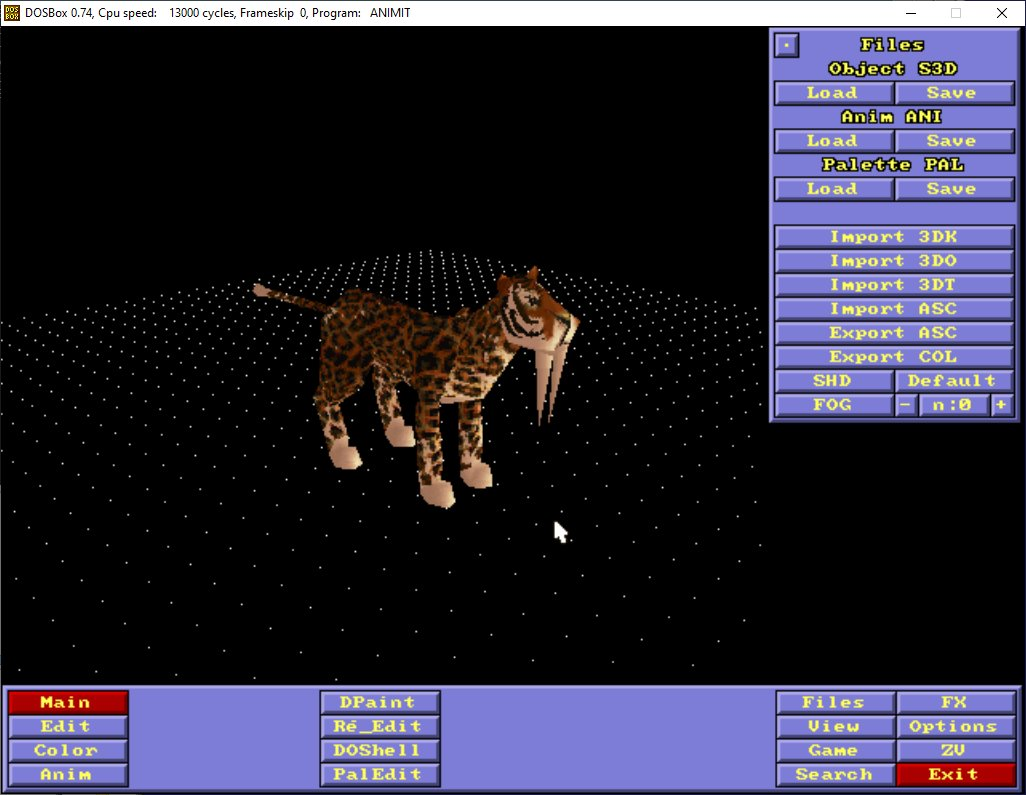 DOS BOX DOSBox 0.74, Cpu speed: 13000 cycles, Frameskip 0, Program: ANIMIT
Files
Object S3D
Load Save
Anim ANI
Load Save
Palette PAL
Load Save
Import 3DK
Import 3DO
Import 3DT
Import ASC
Export ASC
Export COL
SHD Default
FOG - n:0 +
Main DPaint Files FX
Edit Ré_Edit View Options
Color DOShell Game ZV
Anim PalEdit Search Exit